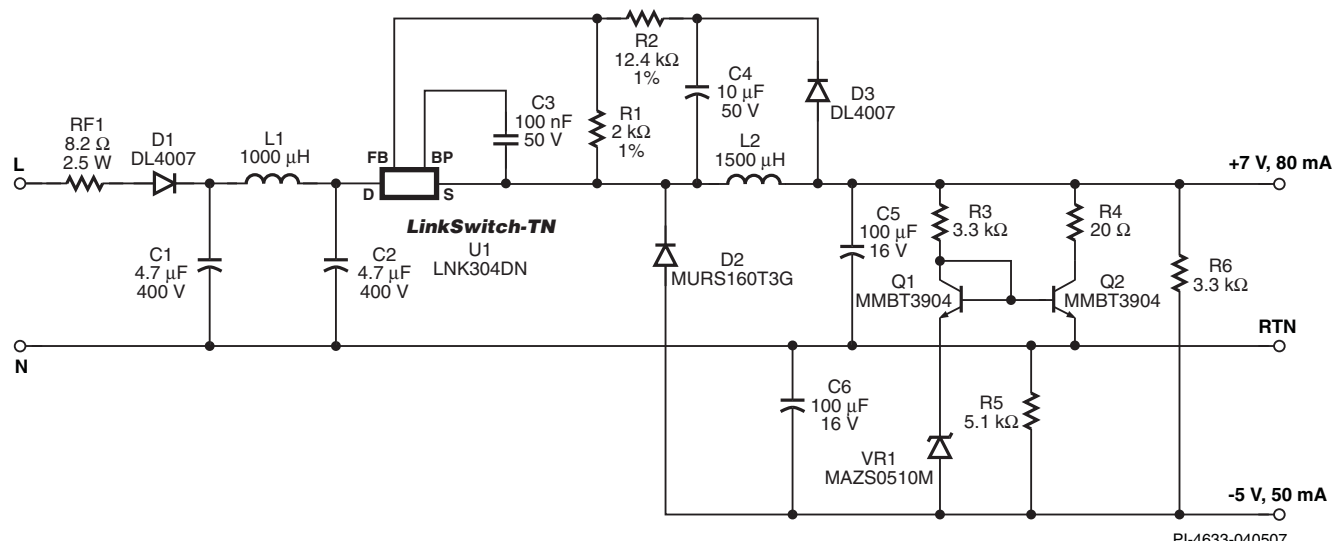 R2
12.4 kΩ
1%
C4
10 µF
50 V
D3
DL4007
C3
100 nF
50 V
R1
2 kΩ
1%
RF1
8.2 Ω
2.5 W
D1
DL4007
L1
1000 µH
L2
1500 µH
FB
BP
D
S
L
+7 V, 80 mA
LinkSwitch-TN
U1
LNK304DN
C1
4.7 µF
400 V
C2
4.7 µF
400 V
D2
MURS160T3G
C5
100 µF
16 V
R3
3.3 kΩ
R4
20 Ω
Q1
MMBT3904
Q2
MMBT3904
R6
3.3 kΩ
RTN
N
C6
100 µF
16 V
R5
5.1 kΩ
VR1
MAZS0510M
-5 V, 50 mA
PI-4633-040507